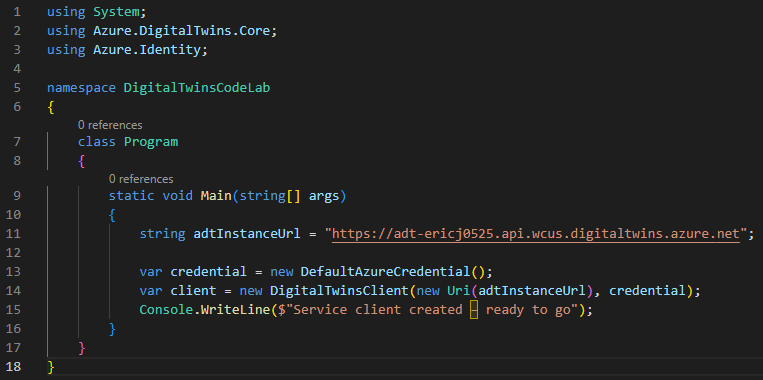 1 using System;
2 using Azure.DigitalTwins.Core;
3 using Azure.Identity;
4
5 namespace DigitalTwinsCodeLab
6 {
0 references
7 class Program
8 {
0 references
9 static void Main(string[] args)
10 {
11 string adtInstanceUrl = "https://adt-ericj0525.api.wcus.digitaltwins.azure.net";
12
13 var credential = new DefaultAzureCredential();
14 var client = new DigitalTwinsClient(new Uri(adtInstanceUrl), credential);
15 Console.WriteLine($"Service client created – ready to go");
16 }
17 }
18 }